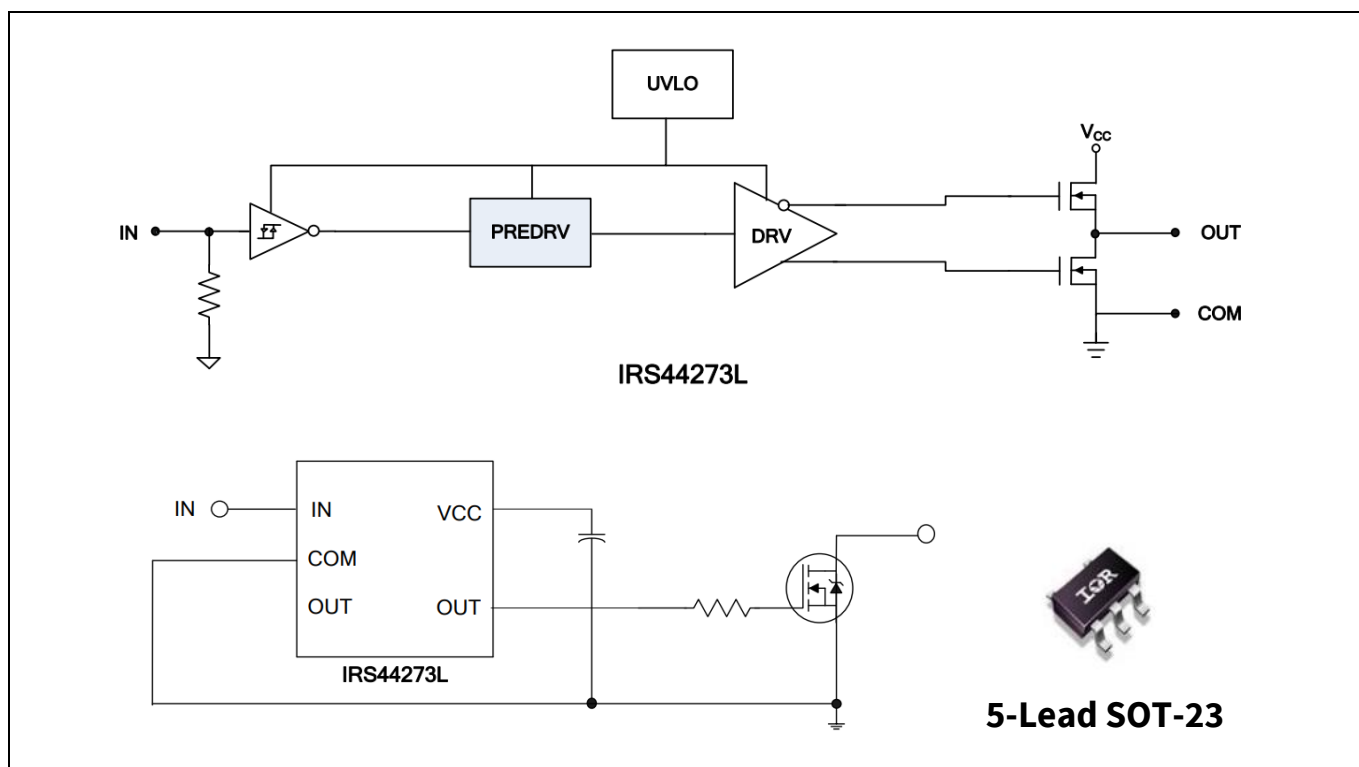 UVLO
VCC
IN
PREDRV
DRV
OUT
COM
IRS44273L
IN
IN
VCC
COM
OUT
OUT
IRS44273L
IOR
5-Lead SOT-23